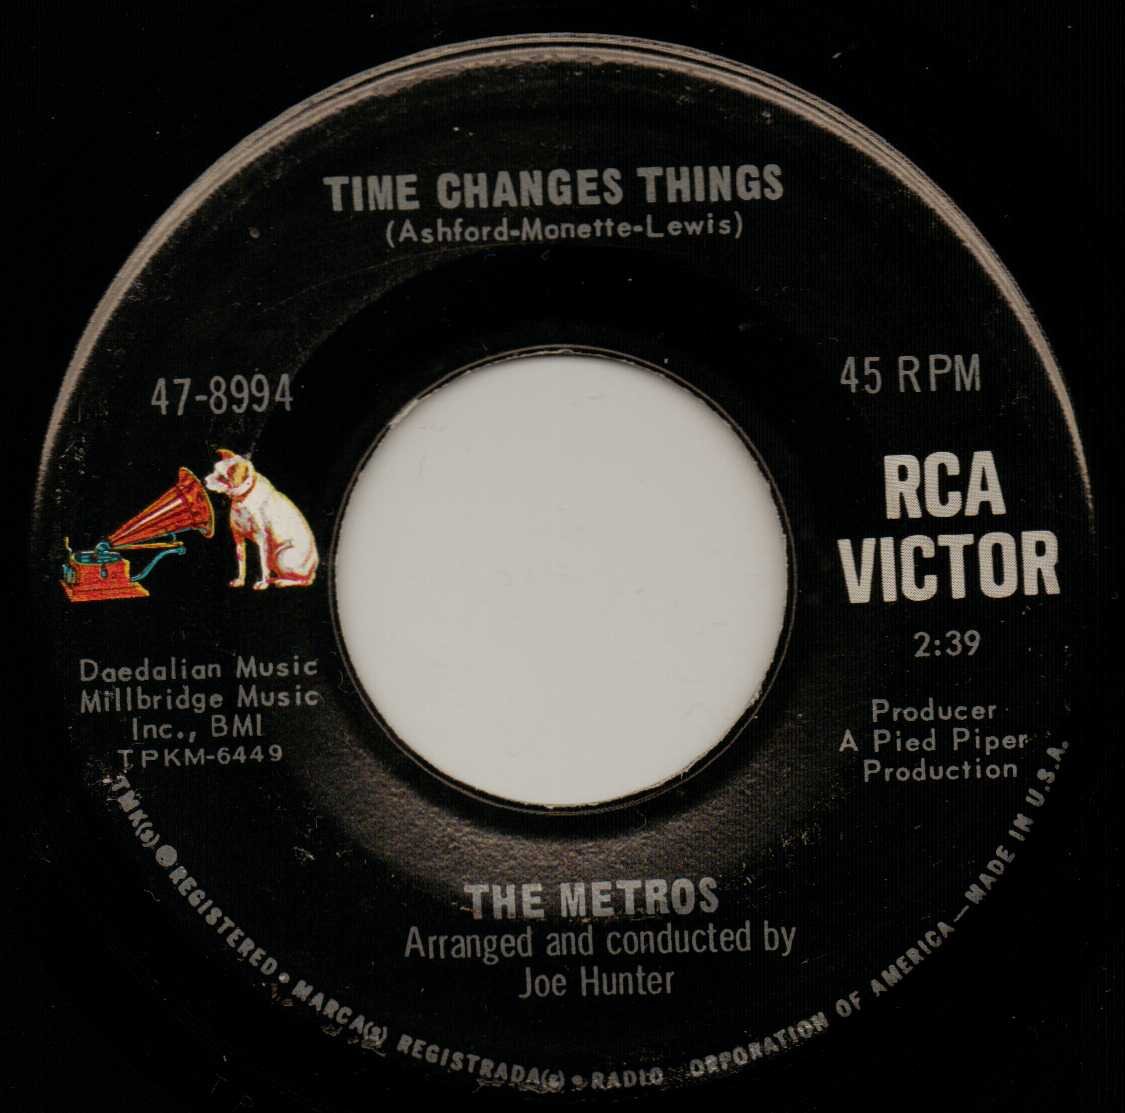 TIME CHANGES THINGS
(Ashford-Monette-Lewis)
47-8994
45 RPM
RCA
VICTOR
2:39
Daedalian Music
Millbridge Music
Inc., BMI
TPKM-6449
Producer
A Pied Piper
Production
THE METROS
Arranged and conducted by
Joe Hunter
TMK(s) ● REGISTERED • MARCA(s) REGISTRADA(s) • RADIO ORPORATION OF AMERICA — MADE IN U.S.A.